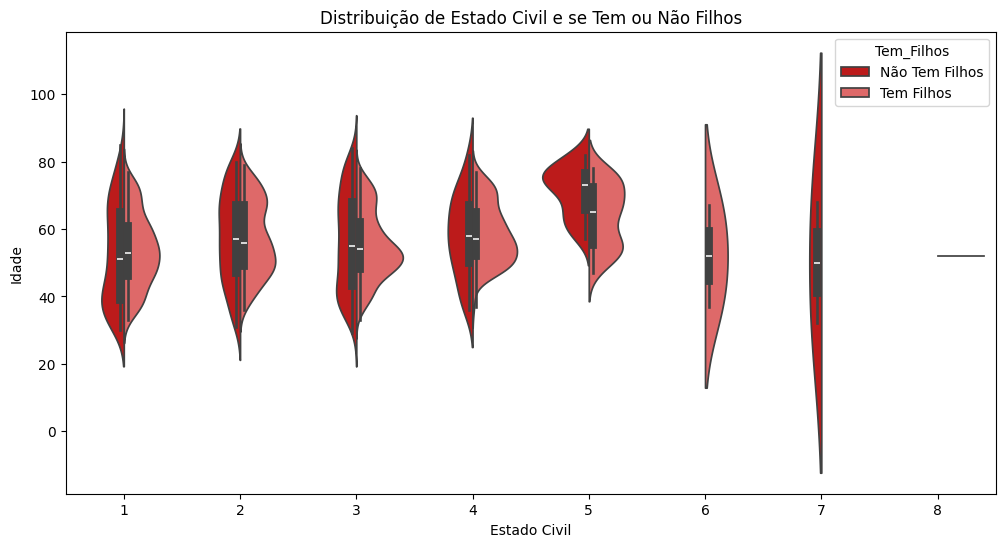 Distribuição de Estado Civil e se Tem ou Não Filhos
Tem_Filhos
Não Tem Filhos
Tem Filhos
Idade
100
80
60
40
20
0
1 2 3 4 5 6 7 8
Estado Civil